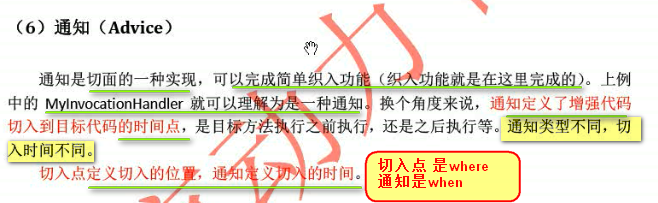 （6）通知（Advice）
通知是切面的一种实现，可以完成简单织入功能（织入功能就是在这里完成的）。上例
中的 MyInvocationHandler 就可以理解为是一种通知。换个角度来说，通知定义了增强代码
切入到目标代码的时间点，是目标方法执行之前执行，还是之后执行等。通知类型不同，切
入时间不同。
切入点定义切入的位置，通知定义切入的时间。
切入点 是where
通知是when
动力